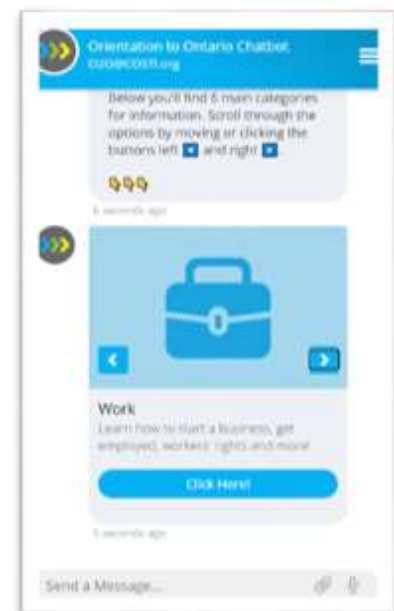 Orientation to Ontario Chatbot
Below you'll find 6 main categories
for information. Scroll through the
options by moving or clicking the
buttons left and right
6 seconds ago
Work
Learn how to start a business, get
employed, workers' rights and more!
Click Here!
5 seconds ago
Send a Message...